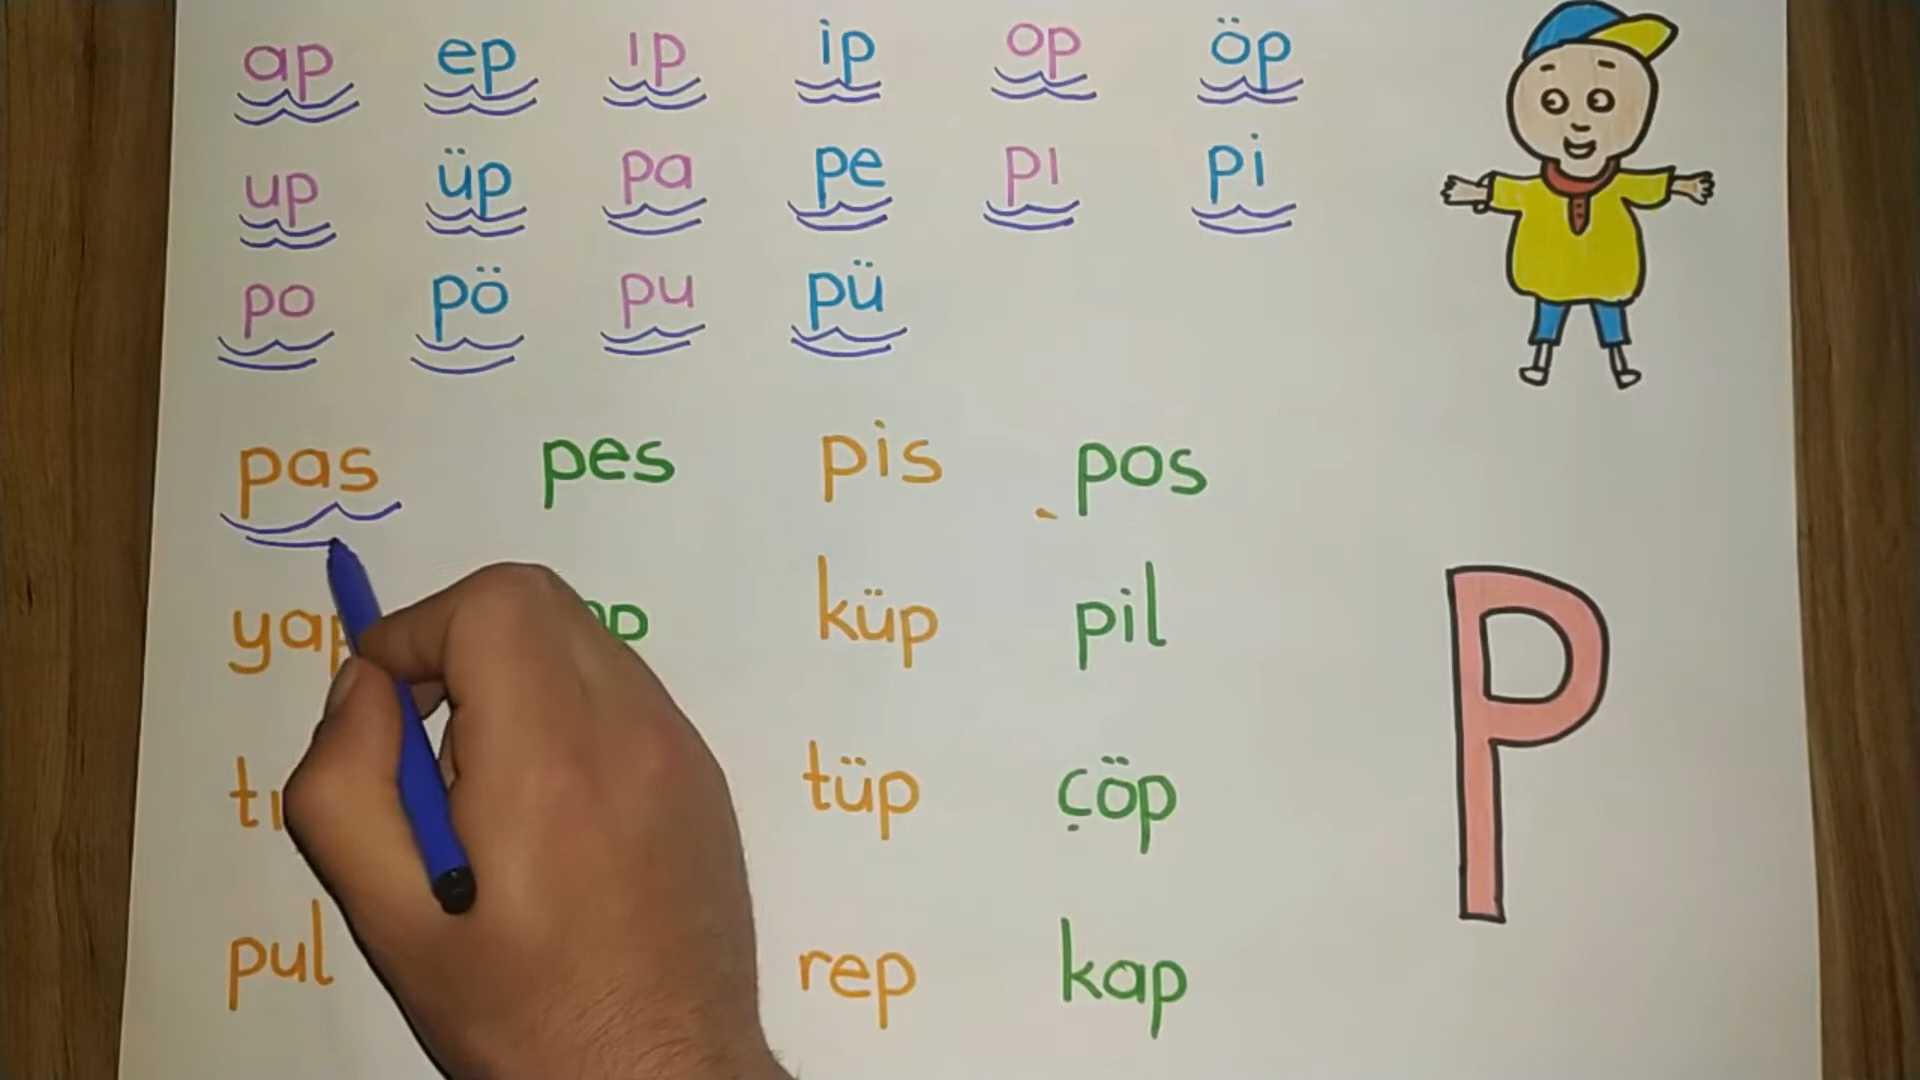 ap ep ıp ip op öp
up üp pa pe pı pi
po pö pu pü
pas pes pis pos
küp pil
tüp çöp
pul rep kap
P